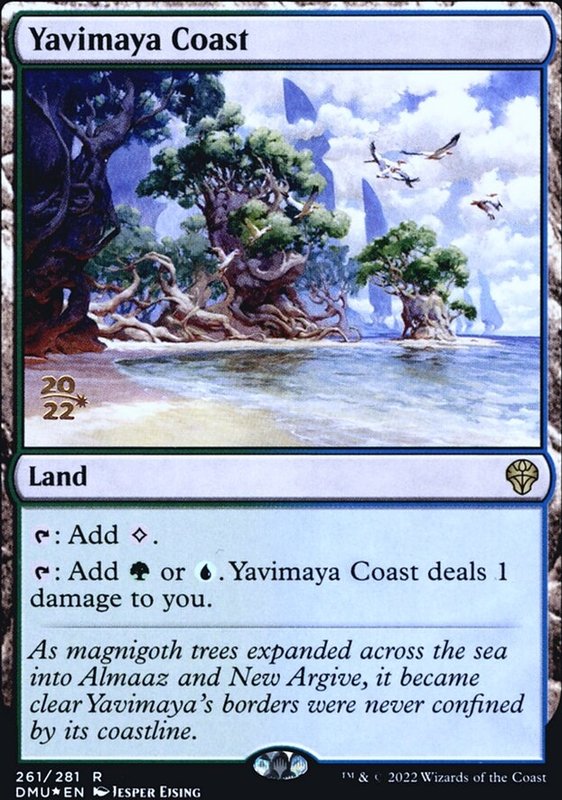 Yavimaya Coast
20
22
Land
: Add .
: Add or . Yavimaya Coast deals 1
damage to you.
As magnigoth trees expanded across the sea
into Almaaz and New Argive, it became
clear Yavimaya's borders were never confined
by its coastline.
261/281 R
DMU★EN Jesper Eising
™ & © 2022 Wizards of the Coast